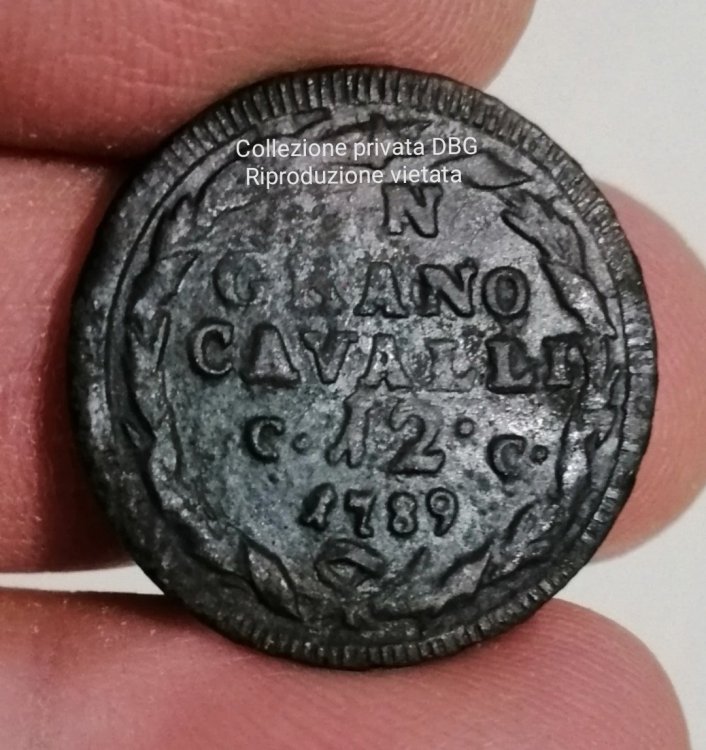 Collezione privata DBG
Riproduzione vietata
N
GRANO
CAVALLI
C. 12. C.
1789